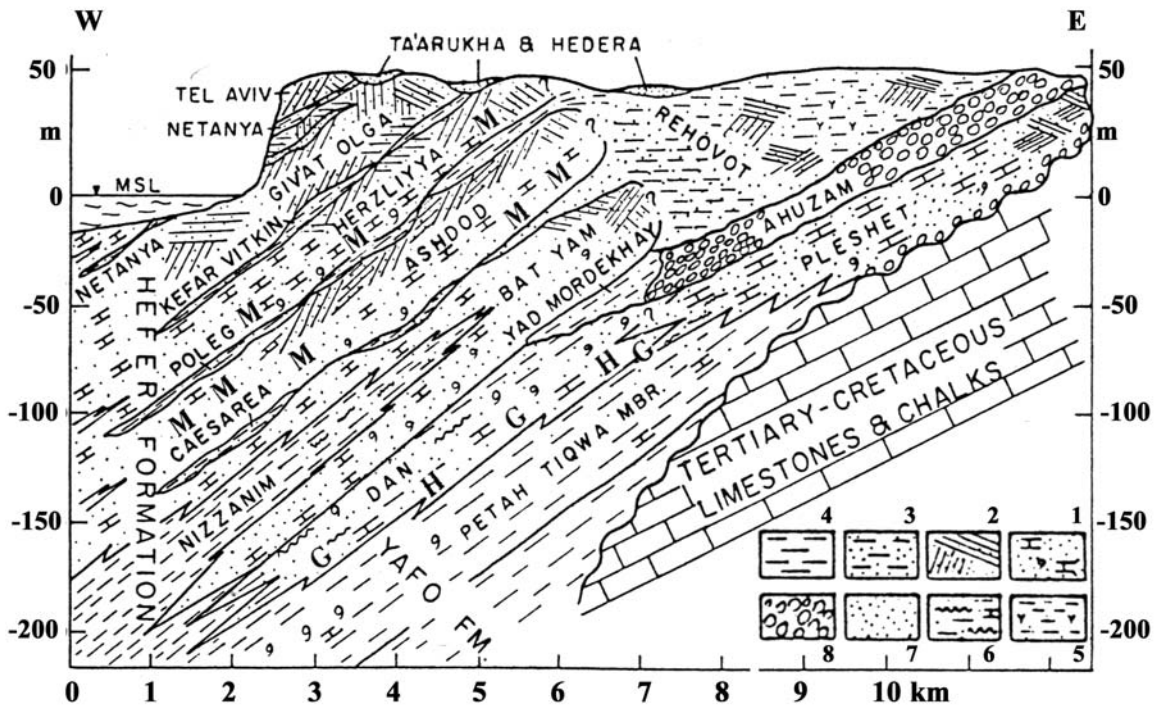 W
E
TA'ARUKHA & HEDERA
50
50
TEL AVIV
m
m
NETANYA
GIVAT OLGA
M
REHOVOT
?
HERZLIYYA
MSL
0
0
M
AHUZAM
ASHDOD
M
?
NETANYA
KEFAR VITKIN
M
BAT YAM
YAD MORDEKHAY
PLESHET
-50
-50
POLEG
M
M
H
G
?
HEFER FORMATION
M
M
CAESAREA
G
-100
-100
NIZZANIM
DAN
H
PETAH TIQWA MBR
TERTIARY-CRETACEOUS
LIMESTONES & CHALKS
G
-150
-150
YAFO FM
4 3 2 1
-200
-200
8 7 6 5
0 1 2 3 4 5 6 7 8 9 10 km